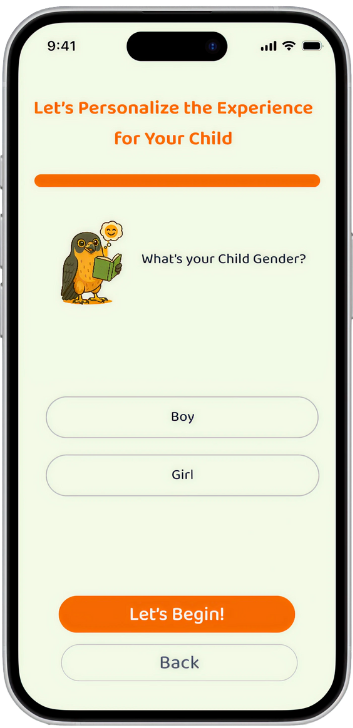 9:41
Let's Personalize the Experience
for Your Child
What's your Child Gender?
Boy
Girl
Let's Begin!
Back